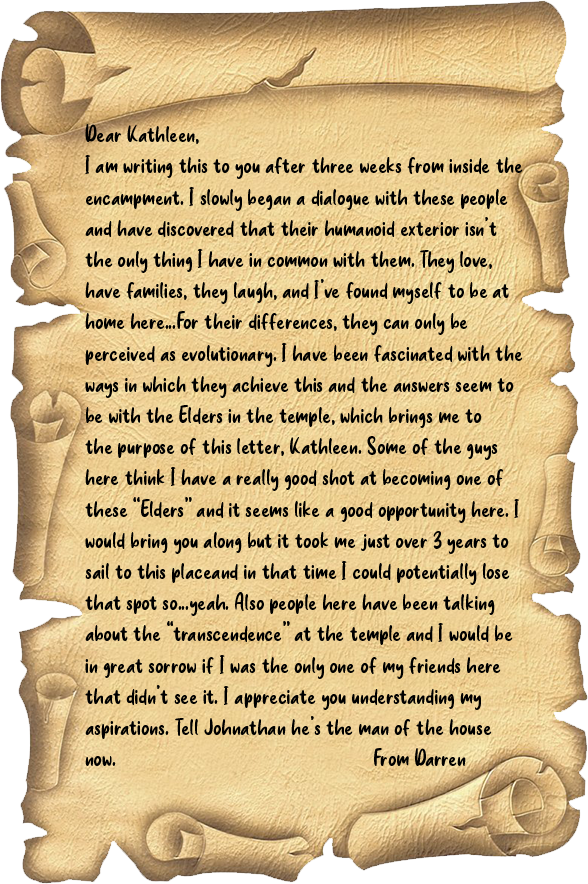 Dear Kathleen,
I am writing this to you after three weeks from inside the
encampment. I slowly began a dialogue with these people
and have discovered that their humanoid exterior isn't
the only thing I have in common with them. They love,
have families, they laugh, and I've found myself to be at
home here...For their differences, they can only be
perceived as evolutionary. I have been fascinated with the
ways in which they achieve this and the answers seem to
be with the Elders in the temple, which brings me to
the purpose of this letter, Kathleen. Some of the guys
here think I have a really good shot at becoming one of
these “Elders” and it seems like a good opportunity here. I
would bring you along but it took me just over 3 years to
sail to this placeand in that time I could potentially lose
that spot so...yeah. Also people here have been talking
about the “transcendence” at the temple and I would be
in great sorrow if I was the only one of my friends here
that didn't see it. I appreciate you understanding my
aspirations. Tell Johnathan he's the man of the house
now. From Darren